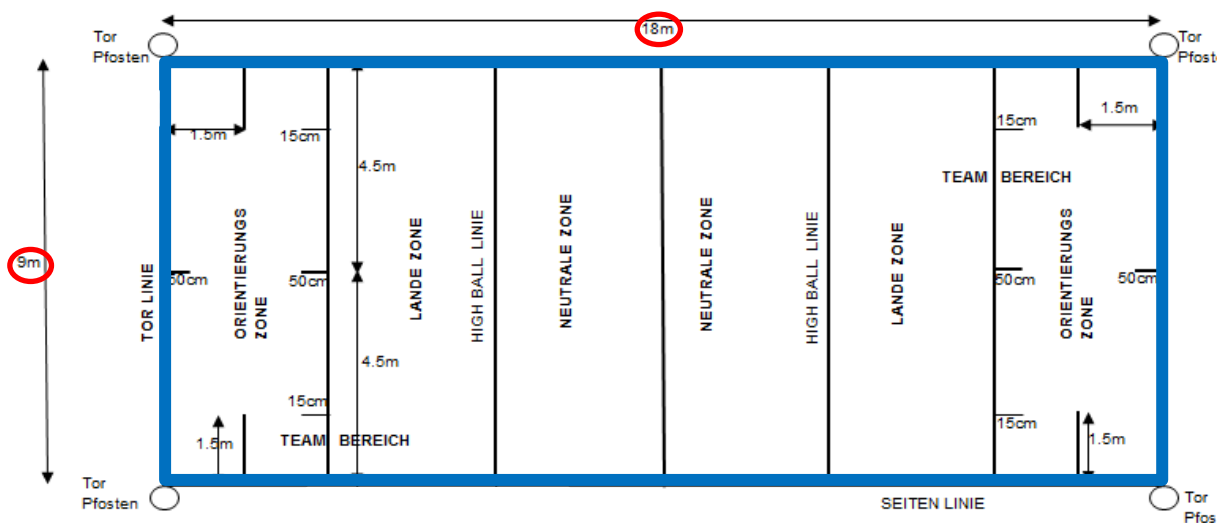 Tor
Pfosten
18m
Tor
Pfoste
1.5m
15cm
4.5m
15cm
1.5m
TEAM BEREICH
9m
TOR LINIE
50cm
ORIENTIERUNGS
ZONE
50cm
LANDE ZONE
HIGH BALL LINIE
NEUTRALE ZONE
NEUTRALE ZONE
HIGH BALL LINIE
LANDE ZONE
50cm
ORIENTIERUNGS
ZONE
50cm
4.5m
15cm
1.5m
TEAM BEREICH
15cm
1.5m
Tor
Pfosten
SEITEN LINIE
Tor
Pfos